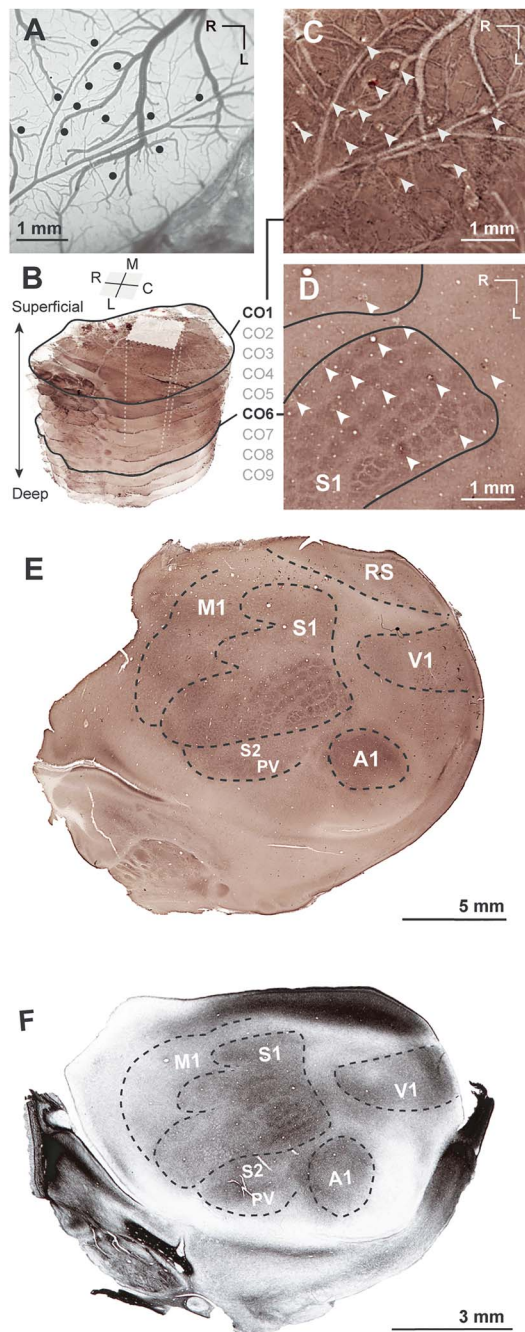 A
R
L
1 mm
C
R
L
1 mm
B
M
R
C
L
Superficial
Deep
CO1
CO2
CO3
CO4
CO5
CO6
CO7
CO8
CO9
D
R
L
S1
1 mm
E
RS
M1
S1
V1
S2
PV
A1
5 mm
F
M1
S1
V1
S2
PV
A1
3 mm